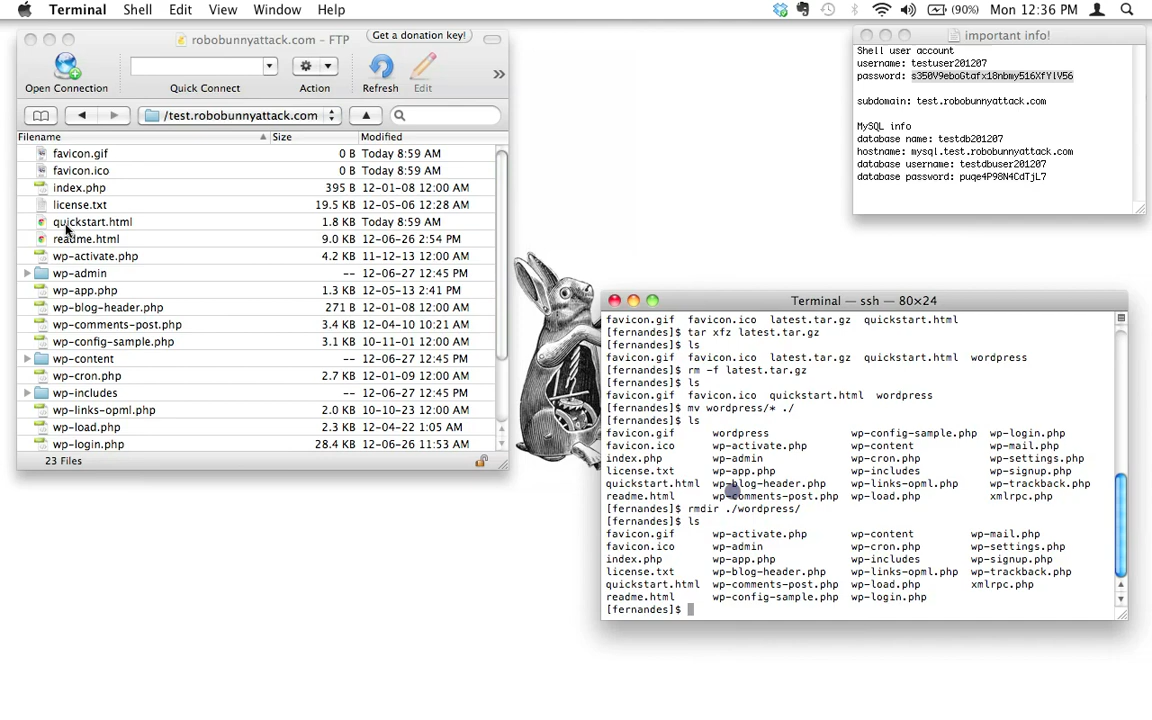 Terminal Shell Edit View Window Help (90%) Mon 12:36 PM
robobunnyattack.com – FTP
Get a donation key!
Open Connection Quick Connect Action Refresh Edit
/test.robobunnyattack.com
Filename Size Modified
favicon.gif 0 B Today 8:59 AM
favicon.ico 0 B Today 8:59 AM
index.php 395 B 12-01-08 12:00 AM
license.txt 19.5 KB 12-05-06 12:28 AM
quickstart.html 1.8 KB Today 8:59 AM
readme.html 9.0 KB 12-06-26 2:54 PM
wp-activate.php 4.2 KB 11-12-13 12:00 AM
wp-admin -- 12-06-27 12:45 PM
wp-app.php 1.3 KB 12-05-13 2:41 PM
wp-blog-header.php 271 B 12-01-08 12:00 AM
wp-comments-post.php 3.4 KB 12-04-10 10:21 AM
wp-config-sample.php 3.1 KB 10-11-01 12:00 AM
wp-content -- 12-06-27 12:45 PM
wp-cron.php 2.7 KB 12-01-09 12:00 AM
wp-includes -- 12-06-27 12:45 PM
wp-links-opml.php 2.0 KB 10-10-23 12:00 AM
wp-load.php 2.3 KB 12-04-22 1:05 AM
wp-login.php 28.4 KB 12-06-26 11:53 AM
23 Files
important info!
Shell user account
username: testuser201207
password: s350V9eboGtafx18nbmy516XfYlV56
subdomain: test.robobunnyattack.com
MySQL info
database name: testdb201207
hostname: mysql.test.robobunnyattack.com
database username: testdbuser201207
database password: puqe4P98N4CdTjL7
Terminal — ssh — 80×24
favicon.gif favicon.ico latest.tar.gz quickstart.html
[fernandes]$ tar xfz latest.tar.gz
[fernandes]$ ls
favicon.gif favicon.ico latest.tar.gz quickstart.html wordpress
[fernandes]$ rm -f latest.tar.gz
[fernandes]$ ls
favicon.gif favicon.ico quickstart.html wordpress
[fernandes]$ mv wordpress/* ./
[fernandes]$ ls
favicon.gif wordpress wp-config-sample.php wp-login.php
favicon.ico wp-activate.php wp-content wp-mail.php
index.php wp-admin wp-cron.php wp-settings.php
license.txt wp-app.php wp-includes wp-signup.php
quickstart.html wp-blog-header.php wp-links-opml.php wp-trackback.php
readme.html wp-comments-post.php wp-load.php xmlrpc.php
[fernandes]$ rmdir ./wordpress/
[fernandes]$ ls
favicon.gif wp-activate.php wp-content wp-mail.php
favicon.ico wp-admin wp-cron.php wp-settings.php
index.php wp-app.php wp-includes wp-signup.php
license.txt wp-blog-header.php wp-links-opml.php wp-trackback.php
quickstart.html wp-comments-post.php wp-load.php xmlrpc.php
readme.html wp-config-sample.php wp-login.php
[fernandes]$